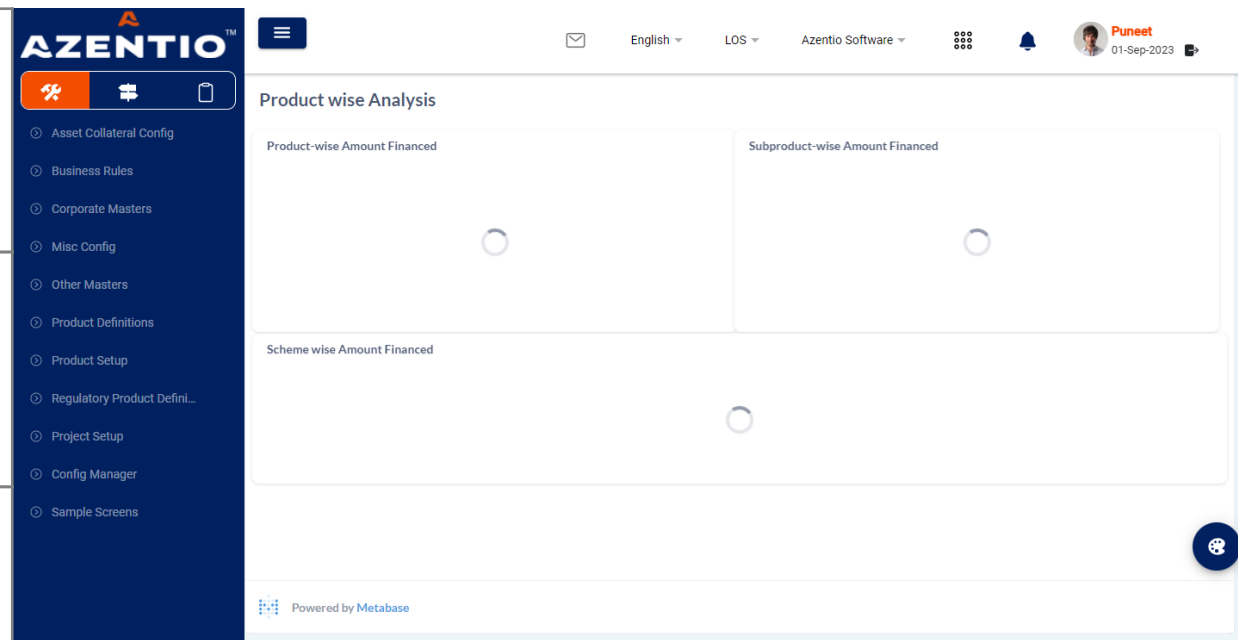 AZENTIO™
English
LOS
Azentio Software
Puneet
01-Sep-2023
Asset Collateral Config
Business Rules
Corporate Masters
Misc Config
Other Masters
Product Definitions
Product Setup
Regulatory Product Defini...
Project Setup
Config Manager
Sample Screens
Product wise Analysis
Product-wise Amount Financed
Subproduct-wise Amount Financed
Scheme wise Amount Financed
Powered by Metabase